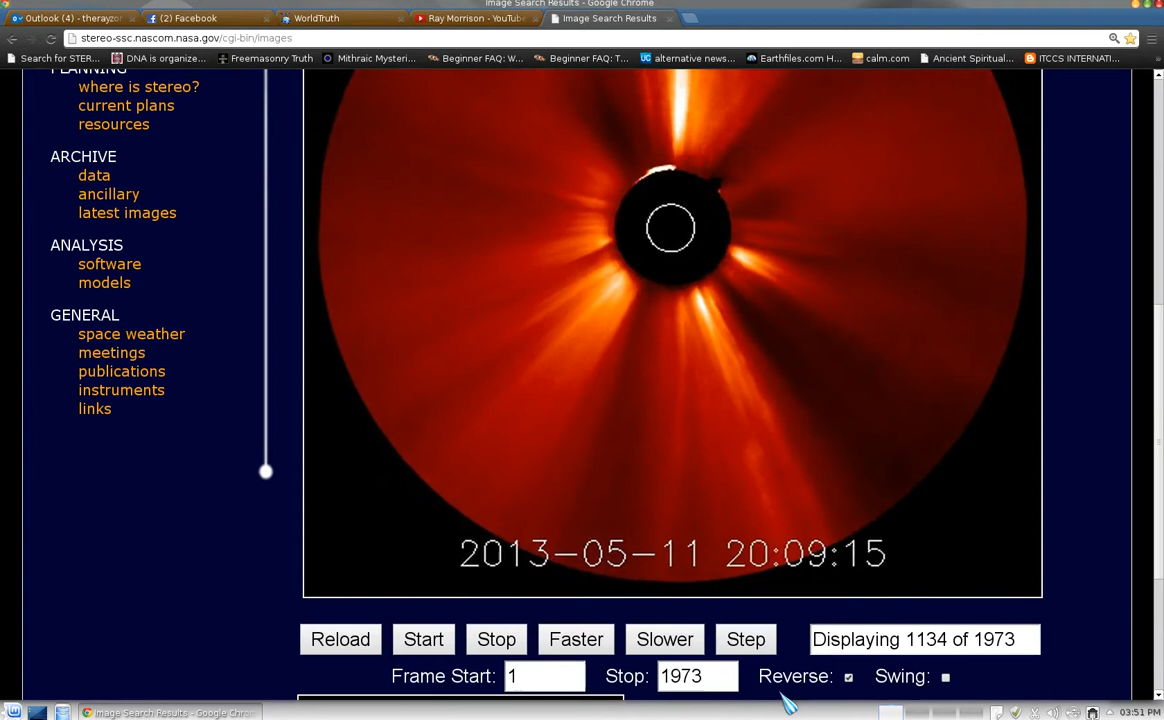 Image Search Results - Google Chrome
Outlook (4) - therayzor
(2) Facebook
WorldTruth
Ray Morrison - YouTube
Image Search Results
stereo-ssc.nascom.nasa.gov/cgi-bin/images
Search for STER...
DNA is organize...
Freemasonry Truth
Mithraic Mysteri...
Beginner FAQ: W...
Beginner FAQ: T...
alternative news...
Earthfiles.com H...
calm.com
Ancient Spiritual...
ITCCS INTERNATI...
»
PLANNING
where is stereo?
current plans
resources
ARCHIVE
data
ancillary
latest images
ANALYSIS
software
models
GENERAL
space weather
meetings
publications
instruments
links
2013-05-11 20:09:15
Reload
Start
Stop
Faster
Slower
Step
Displaying 1134 of 1973
Frame Start: 1
Stop: 1973
Reverse:
Swing:
Image Search Results - Google Chrom
03:51 PM